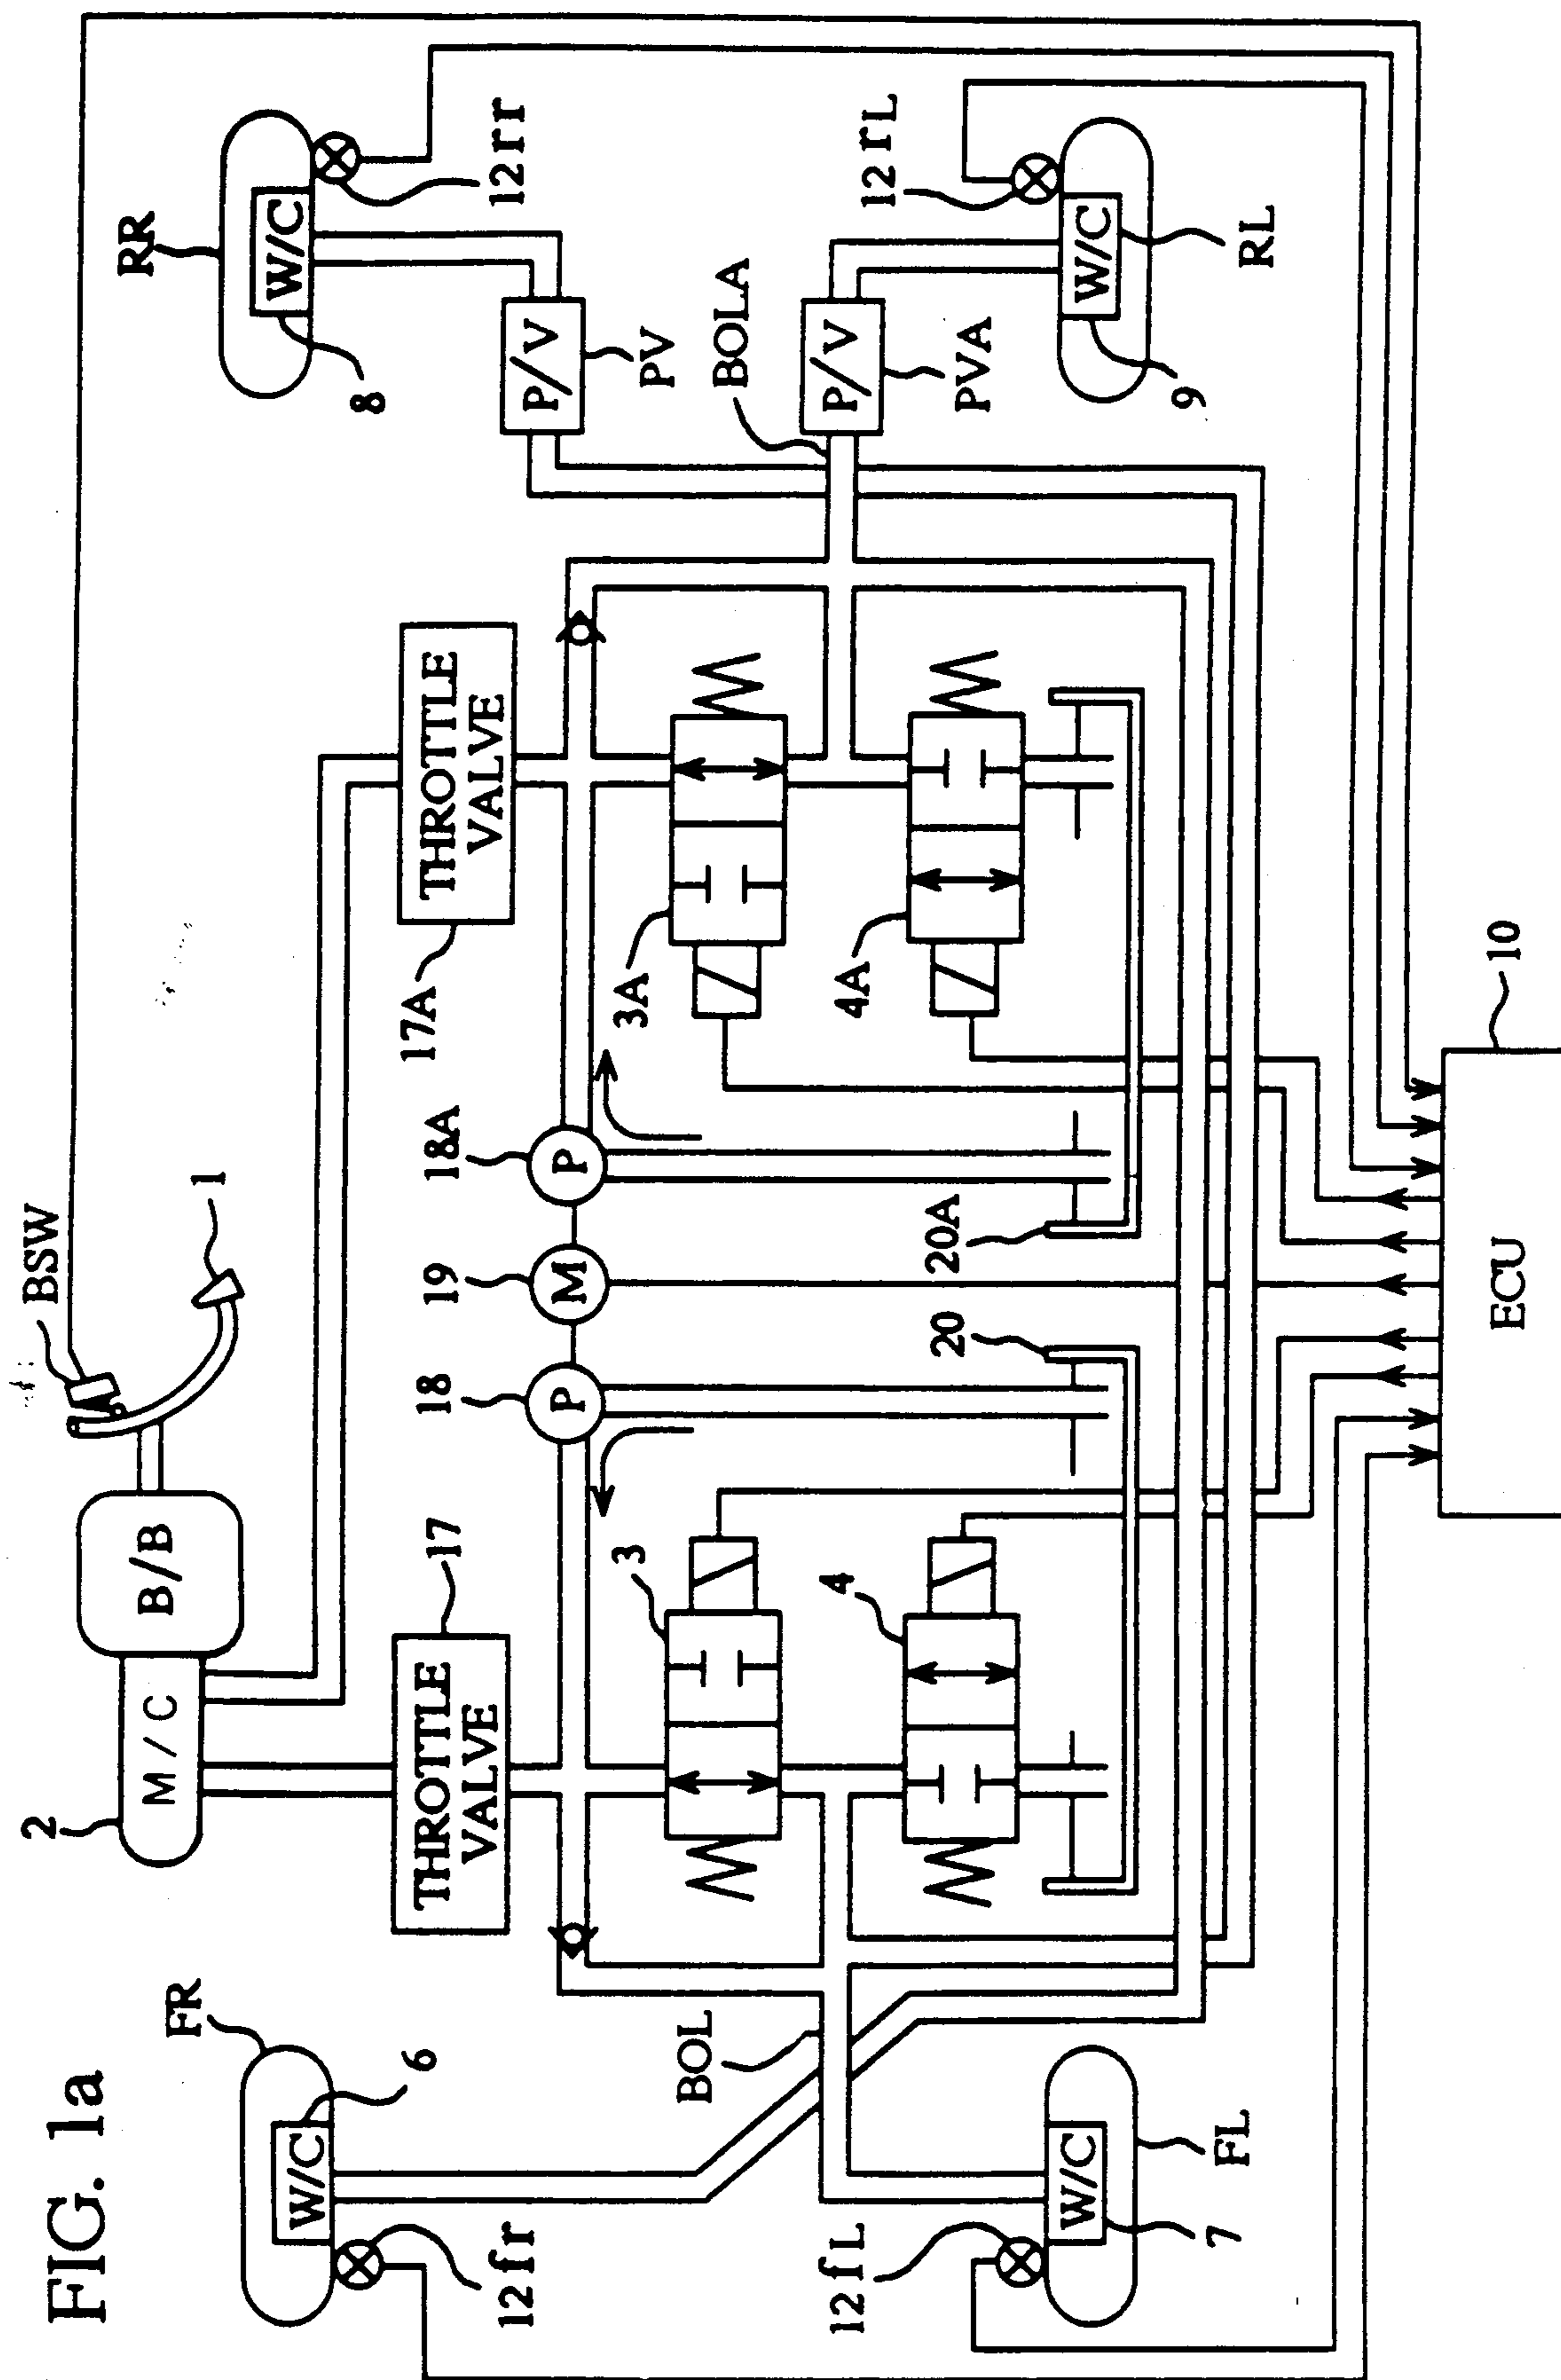 FIG. 1a
FR
6
W/C
12fr
BOL
12fL
W/C
7
FL
2
M/C
B/B
BSW
1
THROTTLE
VALVE
17
3
4
18
P
19
M
18A
P
20
20A
17A
THROTTLE
VALVE
3A
4A
RR
W/C
8
12rr
P/V
PV
BOLA
P/V
PVA
12rL
W/C
9
RL
10
ECU